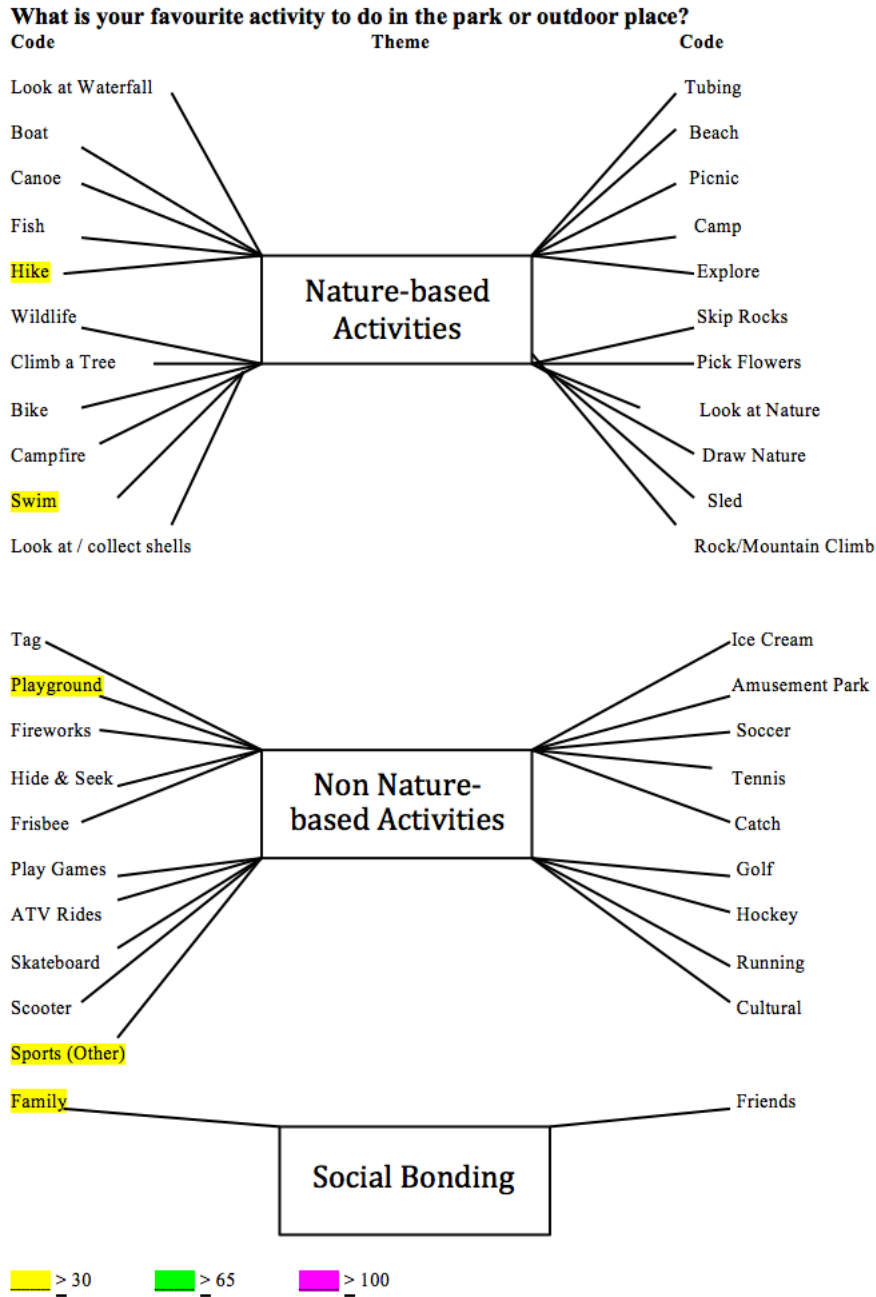 What is your favourite activity to do in the park or outdoor place?
Code Theme Code
Look at Waterfall Tubing
Boat Beach
Canoe Picnic
Fish Camp
Hike Explore
Nature-based
Activities
Wildlife Skip Rocks
Climb a Tree Pick Flowers
Bike Look at Nature
Campfire Draw Nature
Swim Sled
Look at / collect shells Rock/Mountain Climb
Tag Ice Cream
Playground Amusement Park
Fireworks Soccer
Hide & Seek Tennis
Non Nature-
based Activities
Frisbee Catch
Play Games Golf
ATV Rides Hockey
Skateboard Running
Scooter Cultural
Sports (Other)
Family Friends
Social Bonding
≥ 30 ≥ 65 ≥ 100